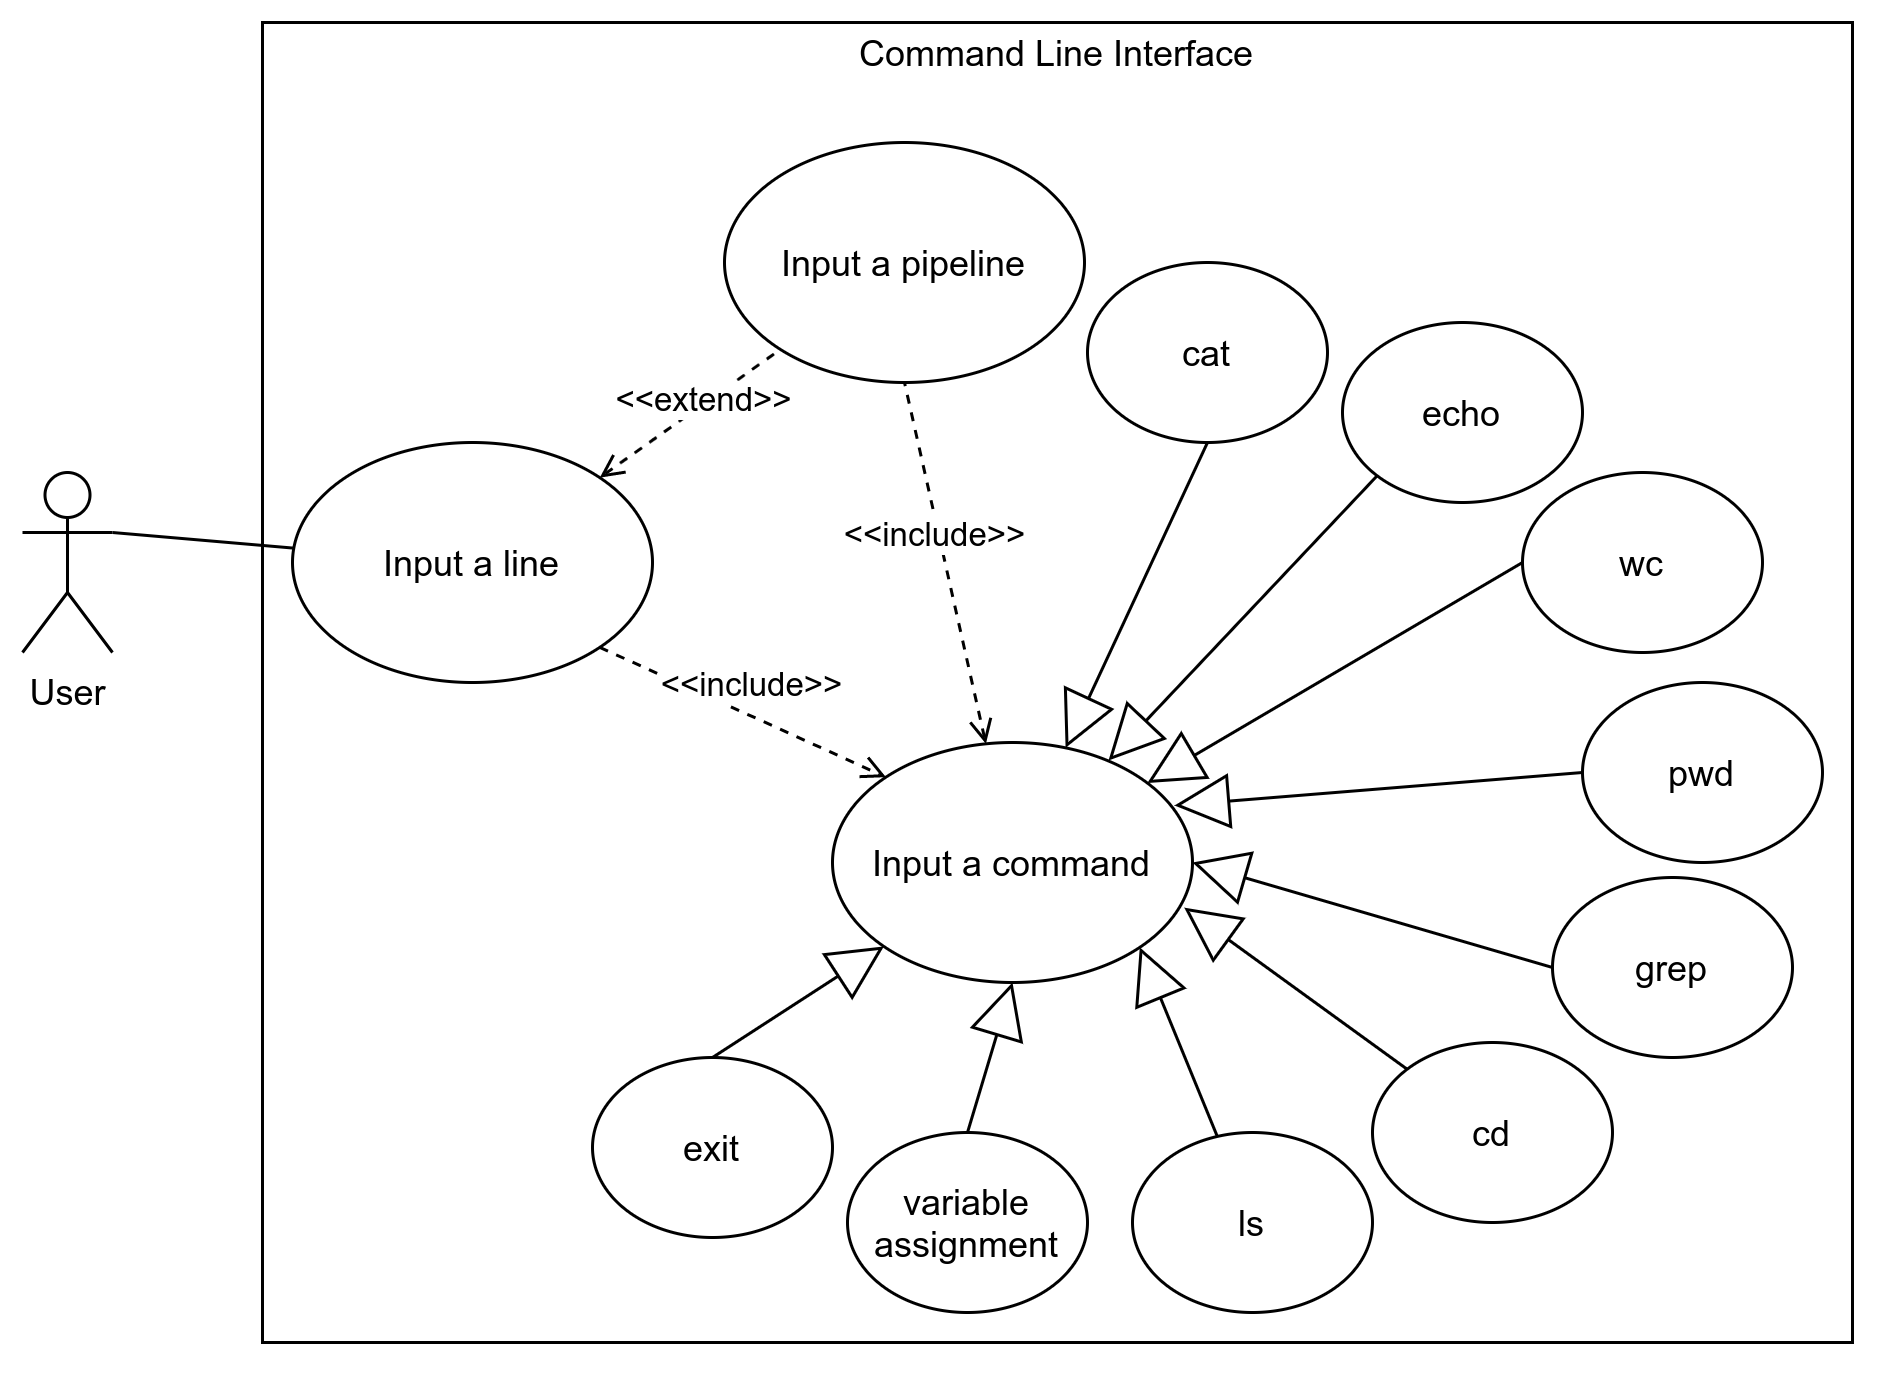 Command Line Interface
Input a pipeline
cat
echo
<<extend>>
<<include>>
Input a line
wc
User
<<include>>
pwd
Input a command
grep
cd
exit
variable
assignment
ls